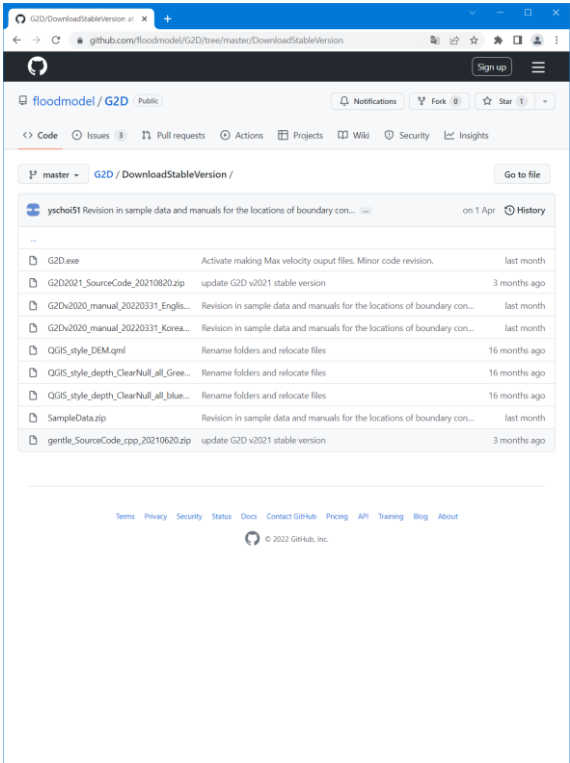 G2D/DownloadStableVersion at
github.com/floodmodel/G2D/tree/master/DownloadStableVersion
Sign up
floodmodel / G2D Public
Notifications Fork 0 Star 1
Code Issues 3 Pull requests Actions Projects Wiki Security Insights
master G2D / DownloadStableVersion / Go to file
yschoi51 Revision in sample data and manuals for the locations of boundary con... on 1 Apr History
..
G2D.exe Activate making Max velocity ouput files. Minor code revision. last month
G2D2021_SourceCode_20210820.zip update G2D v2021 stable version 3 months ago
G2Dv2020_manual_20220331_Englis... Revision in sample data and manuals for the locations of boundary con... last month
G2Dv2020_manual_20220331_Korea... Revision in sample data and manuals for the locations of boundary con... last month
QGIS_style_DEM.qml Rename folders and relocate files 16 months ago
QGIS_style_depth_ClearNull_all_Gree... Rename folders and relocate files 16 months ago
QGIS_style_depth_ClearNull_all_blue... Rename folders and relocate files 16 months ago
SampleData.zip Revision in sample data and manuals for the locations of boundary con... last month
gentle_SourceCode_cpp_20210620.zip update G2D v2021 stable version 3 months ago
Terms Privacy Security Status Docs Contact GitHub Pricing API Training Blog About
© 2022 GitHub, Inc.